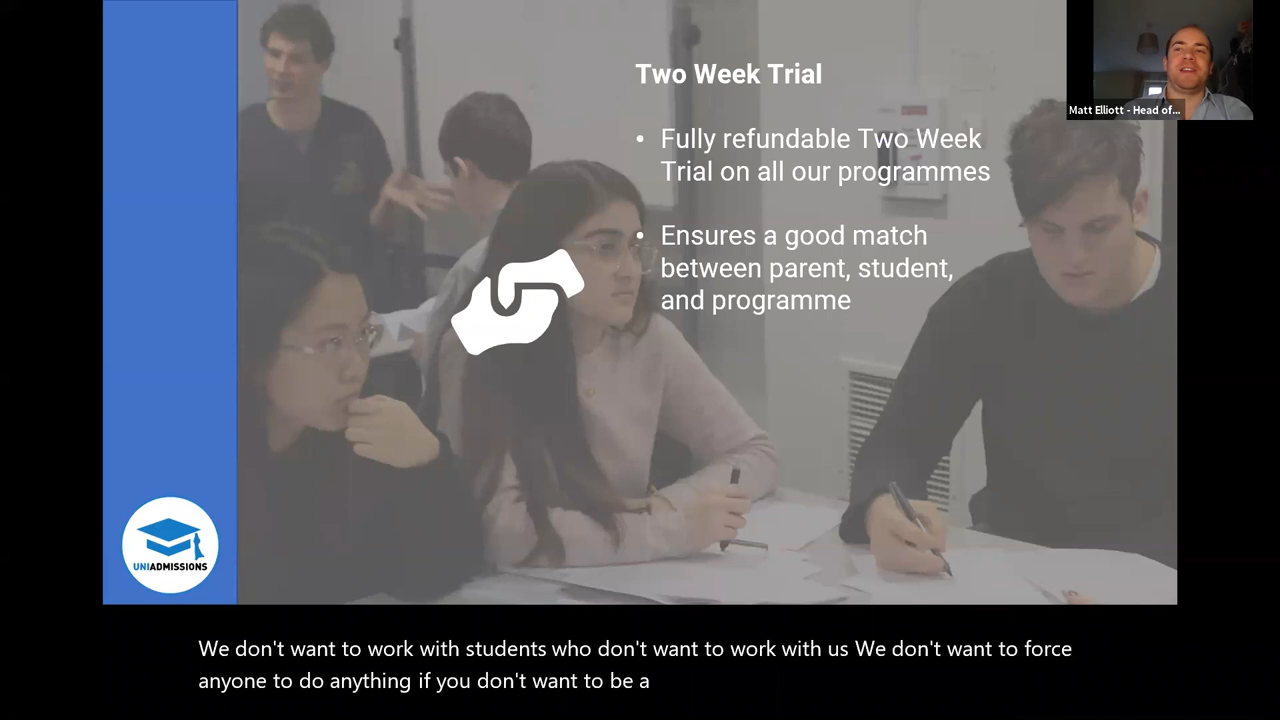 Two Week Trial
Matt Elliott - Head of...
• Fully refundable Two Week
Trial on all our programmes
• Ensures a good match
between parent, student,
and programme
UNIADMISSIONS
We don't want to work with students who don't want to work with us We don't want to force
anyone to do anything if you don't want to be a